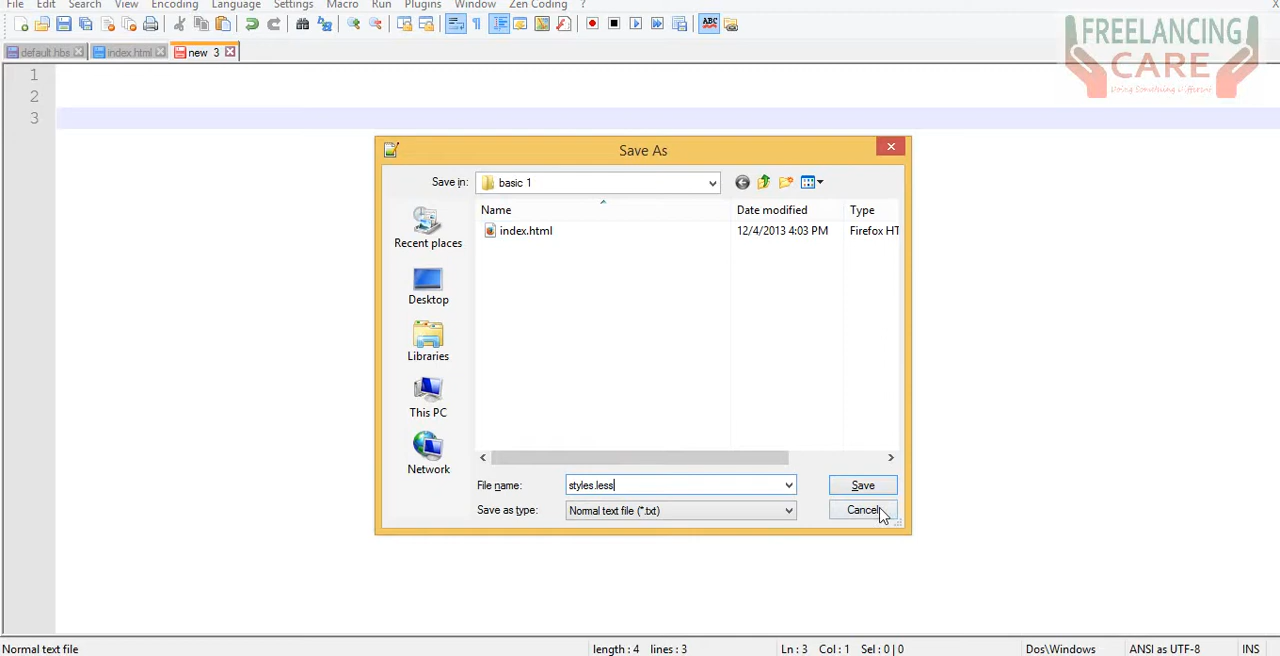 File Edit Search View Encoding Language Settings Macro Run Plugins Window Zen Coding ? X
ABC
default.hbs index.html new 3
FREELANCING
CARE
Doing Something Different
1
2
3
Save As
Save in: basic 1
Name Date modified Type
index.html 12/4/2013 4:03 PM Firefox HT
Recent places
Desktop
Libraries
This PC
Network
File name: styles.less Save
Save as type: Normal text file (*.txt) Cancel
Normal text file length : 4 lines : 3 Ln : 3 Col : 1 Sel : 0 | 0 Dos\Windows ANSI as UTF-8 INS